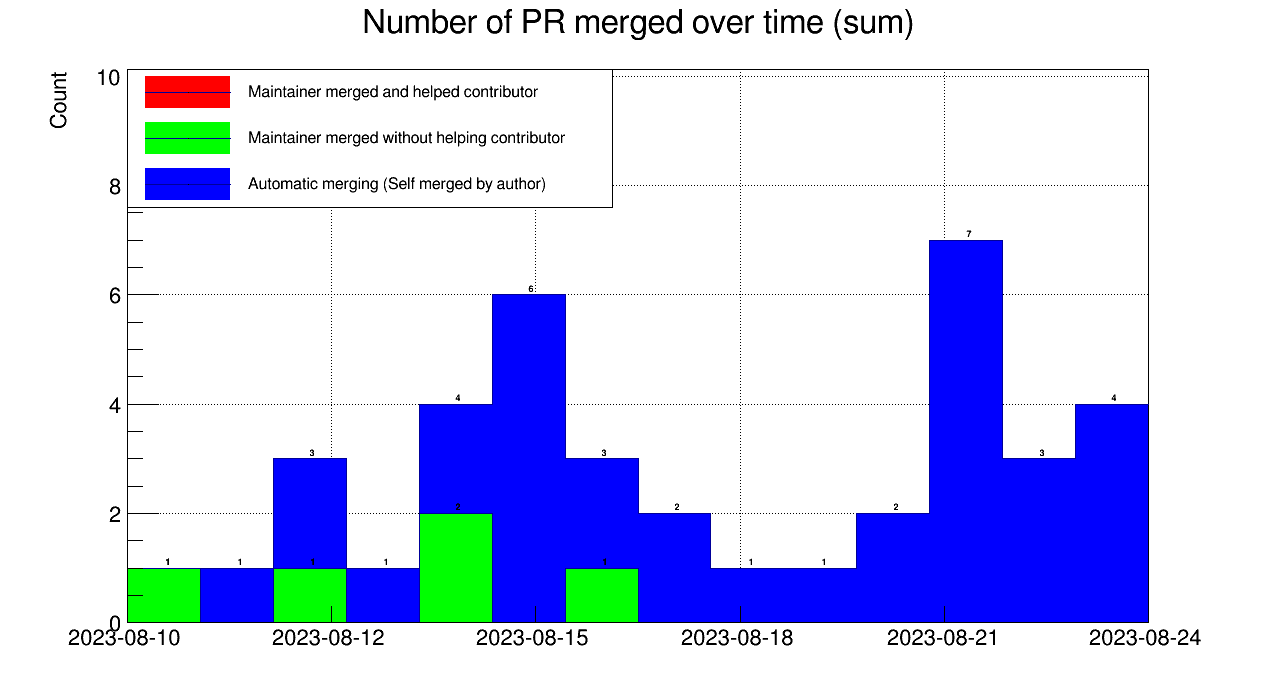 Number of PR merged over time (sum)
Count
10
8
6
4
2
0
Maintainer merged and helped contributor
Maintainer merged without helping contributor
Automatic merging (Self merged by author)
1 1 3 1 4 6 3 2 1 1 2 7 3 4
1 2 1
2023-08-10 2023-08-12 2023-08-15 2023-08-18 2023-08-21 2023-08-24